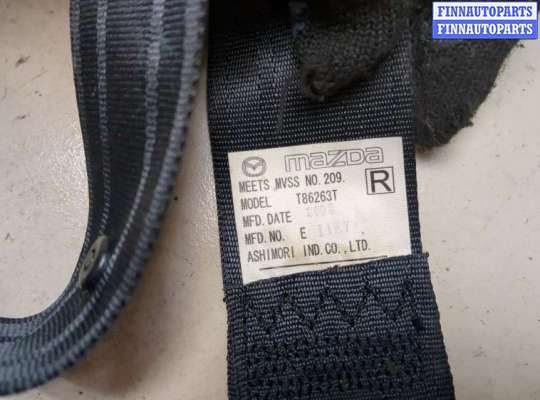 FINNAUTOPARTS
FINNAUTOPARTS
mazda
MEETS MVSS NO.209.
MODEL T86263T
R
MFD. DATE
MFD. NO. E
ASHIMORI IND. CO., LTD.